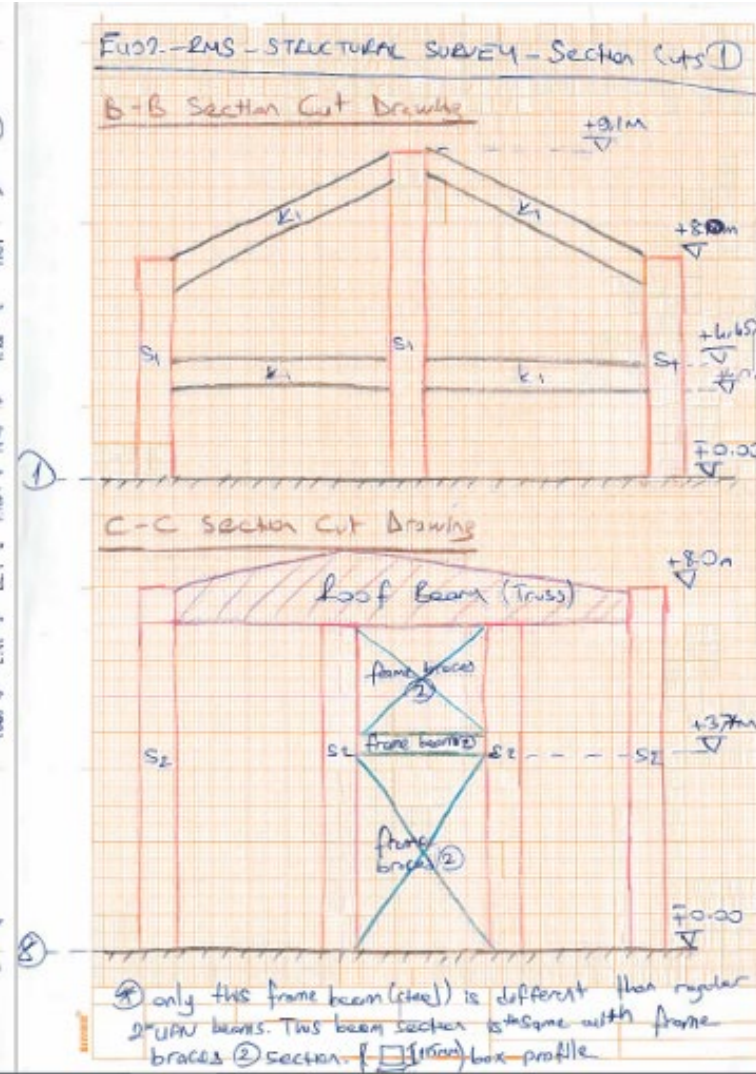 RMS - STRUCTURAL SURVEY - Section Cuts 1
B-B Section Cut Drawing
+9.1m
K1
K1
S1
S1
S1
K1
K1
∓0.00
1
C-C Section Cut Drawing
+8.0m
Roof Beam (Truss)
frame braces
2
frame beam
S2
S2
S2
S2
frame
braces 2
∓0.00
8
* only this frame beam (steel) is different than regular
UPN beams. This beam section is same with frame
braces 2 section. box profile